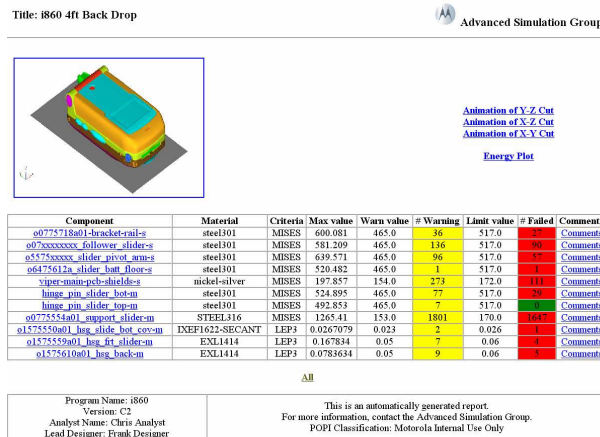 Title: i860 4ft Back Drop
Advanced Simulation Group
Animation of Y-Z Cut
Animation of X-Z Cut
Animation of X-Y Cut
Energy Plot
Component Material Criteria Max value Warn value # Warning Limit value # Failed Comment
o0775718a01-bracket-rail-s steel301 MISES 600.081 465.0 36 517.0 27 Comments
o07xxxxxxxx_follower_slider-s steel301 MISES 581.209 465.0 136 517.0 90 Comments
o5575xxxxx_slider_pivot_arm-s steel301 MISES 639.571 465.0 96 517.0 57 Comments
o6475612a_slider_batt_floor-s steel301 MISES 520.482 465.0 1 517.0 1 Comments
viper-main-pcb-shields-s nickel-silver MISES 197.857 154.0 273 172.0 111 Comments
hinge_pin_slider_bot-m steel301 MISES 524.895 465.0 77 517.0 29 Comments
hinge_pin_slider_top-m steel301 MISES 492.853 465.0 7 517.0 0 Comments
o0775554a01_support_slider-m STEEL316 MISES 1265.41 153.0 1801 170.0 1647 Comments
o1575550a01_hsg_slide_bot_cov-m IXEF1622-SECANT LEP3 0.0267079 0.023 2 0.026 1 Comments
o1575559a01_hsg_frt_slider-m EXL1414 LEP3 0.167834 0.05 7 0.06 4 Comments
o1575610a01_hsg_back-m EXL1414 LEP3 0.0783634 0.05 9 0.06 5 Comments
All
Program Name: i860
Version: C2
Analyst Name: Chris Analyst
Lead Designer: Frank Designer
This is an automatically generated report.
For more information, contact the Advanced Simulation Group.
POPI Classification: Motorola Internal Use Only